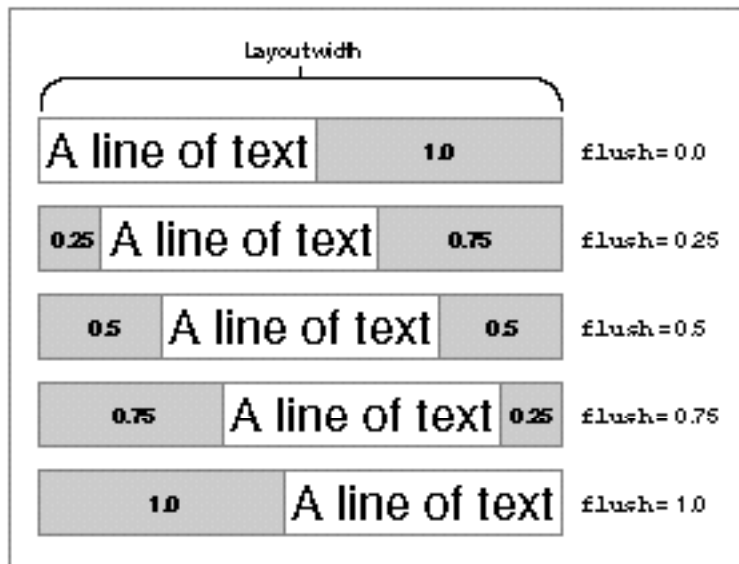 Layout width
A line of text 1.0 flush = 0.0
0.25 A line of text 0.75 flush = 0.25
0.5 A line of text 0.5 flush = 0.5
0.75 A line of text 0.25 flush = 0.75
1.0 A line of text flush = 1.0